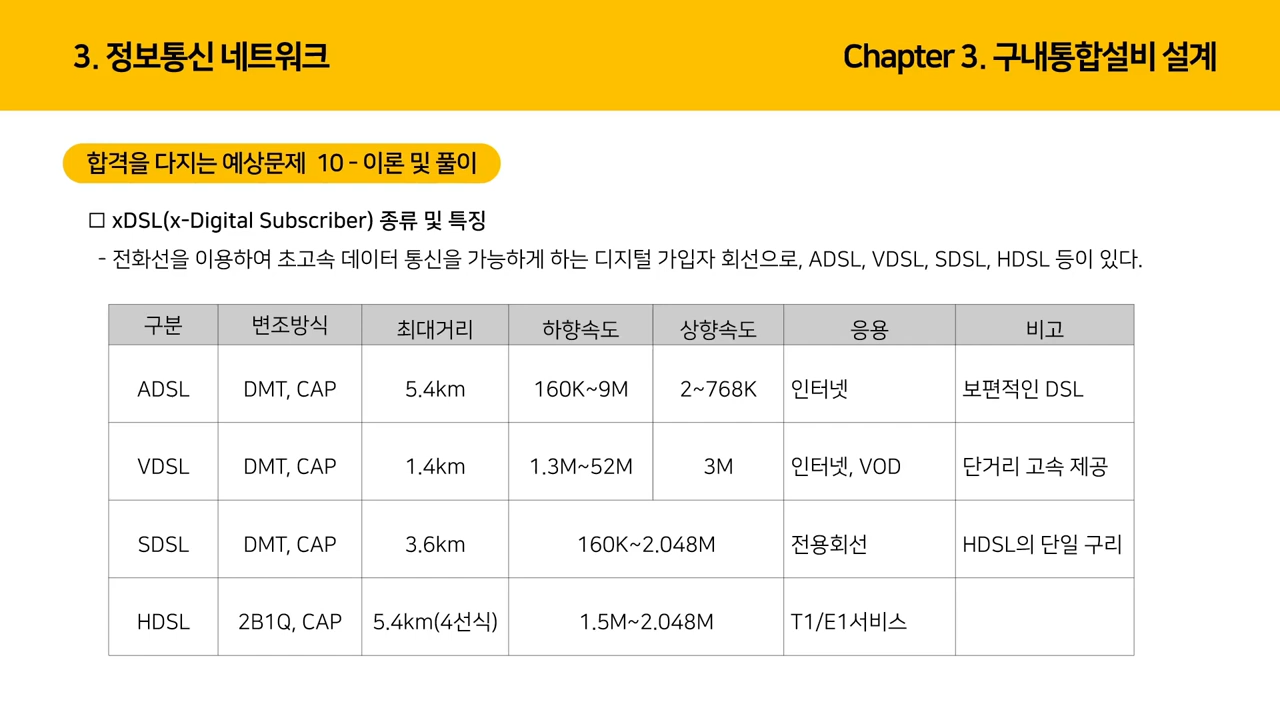 3. 정보통신 네트워크
Chapter 3. 구내통합설비 설계
합격을 다지는 예상문제 10 - 이론 및 풀이
□ xDSL(x-Digital Subscriber) 종류 및 특징
- 전화선을 이용하여 초고속 데이터 통신을 가능하게 하는 디지털 가입자 회선으로, ADSL, VDSL, SDSL, HDSL 등이 있다.
구분 변조방식 최대거리 하향속도 상향속도 응용 비고
ADSL DMT, CAP 5.4km 160K~9M 2~768K 인터넷 보편적인 DSL
VDSL DMT, CAP 1.4km 1.3M~52M 3M 인터넷, VOD 단거리 고속 제공
SDSL DMT, CAP 3.6km 160K~2.048M 전용회선 HDSL의 단일 구리
HDSL 2B1Q, CAP 5.4km(4선식) 1.5M~2.048M T1/E1서비스